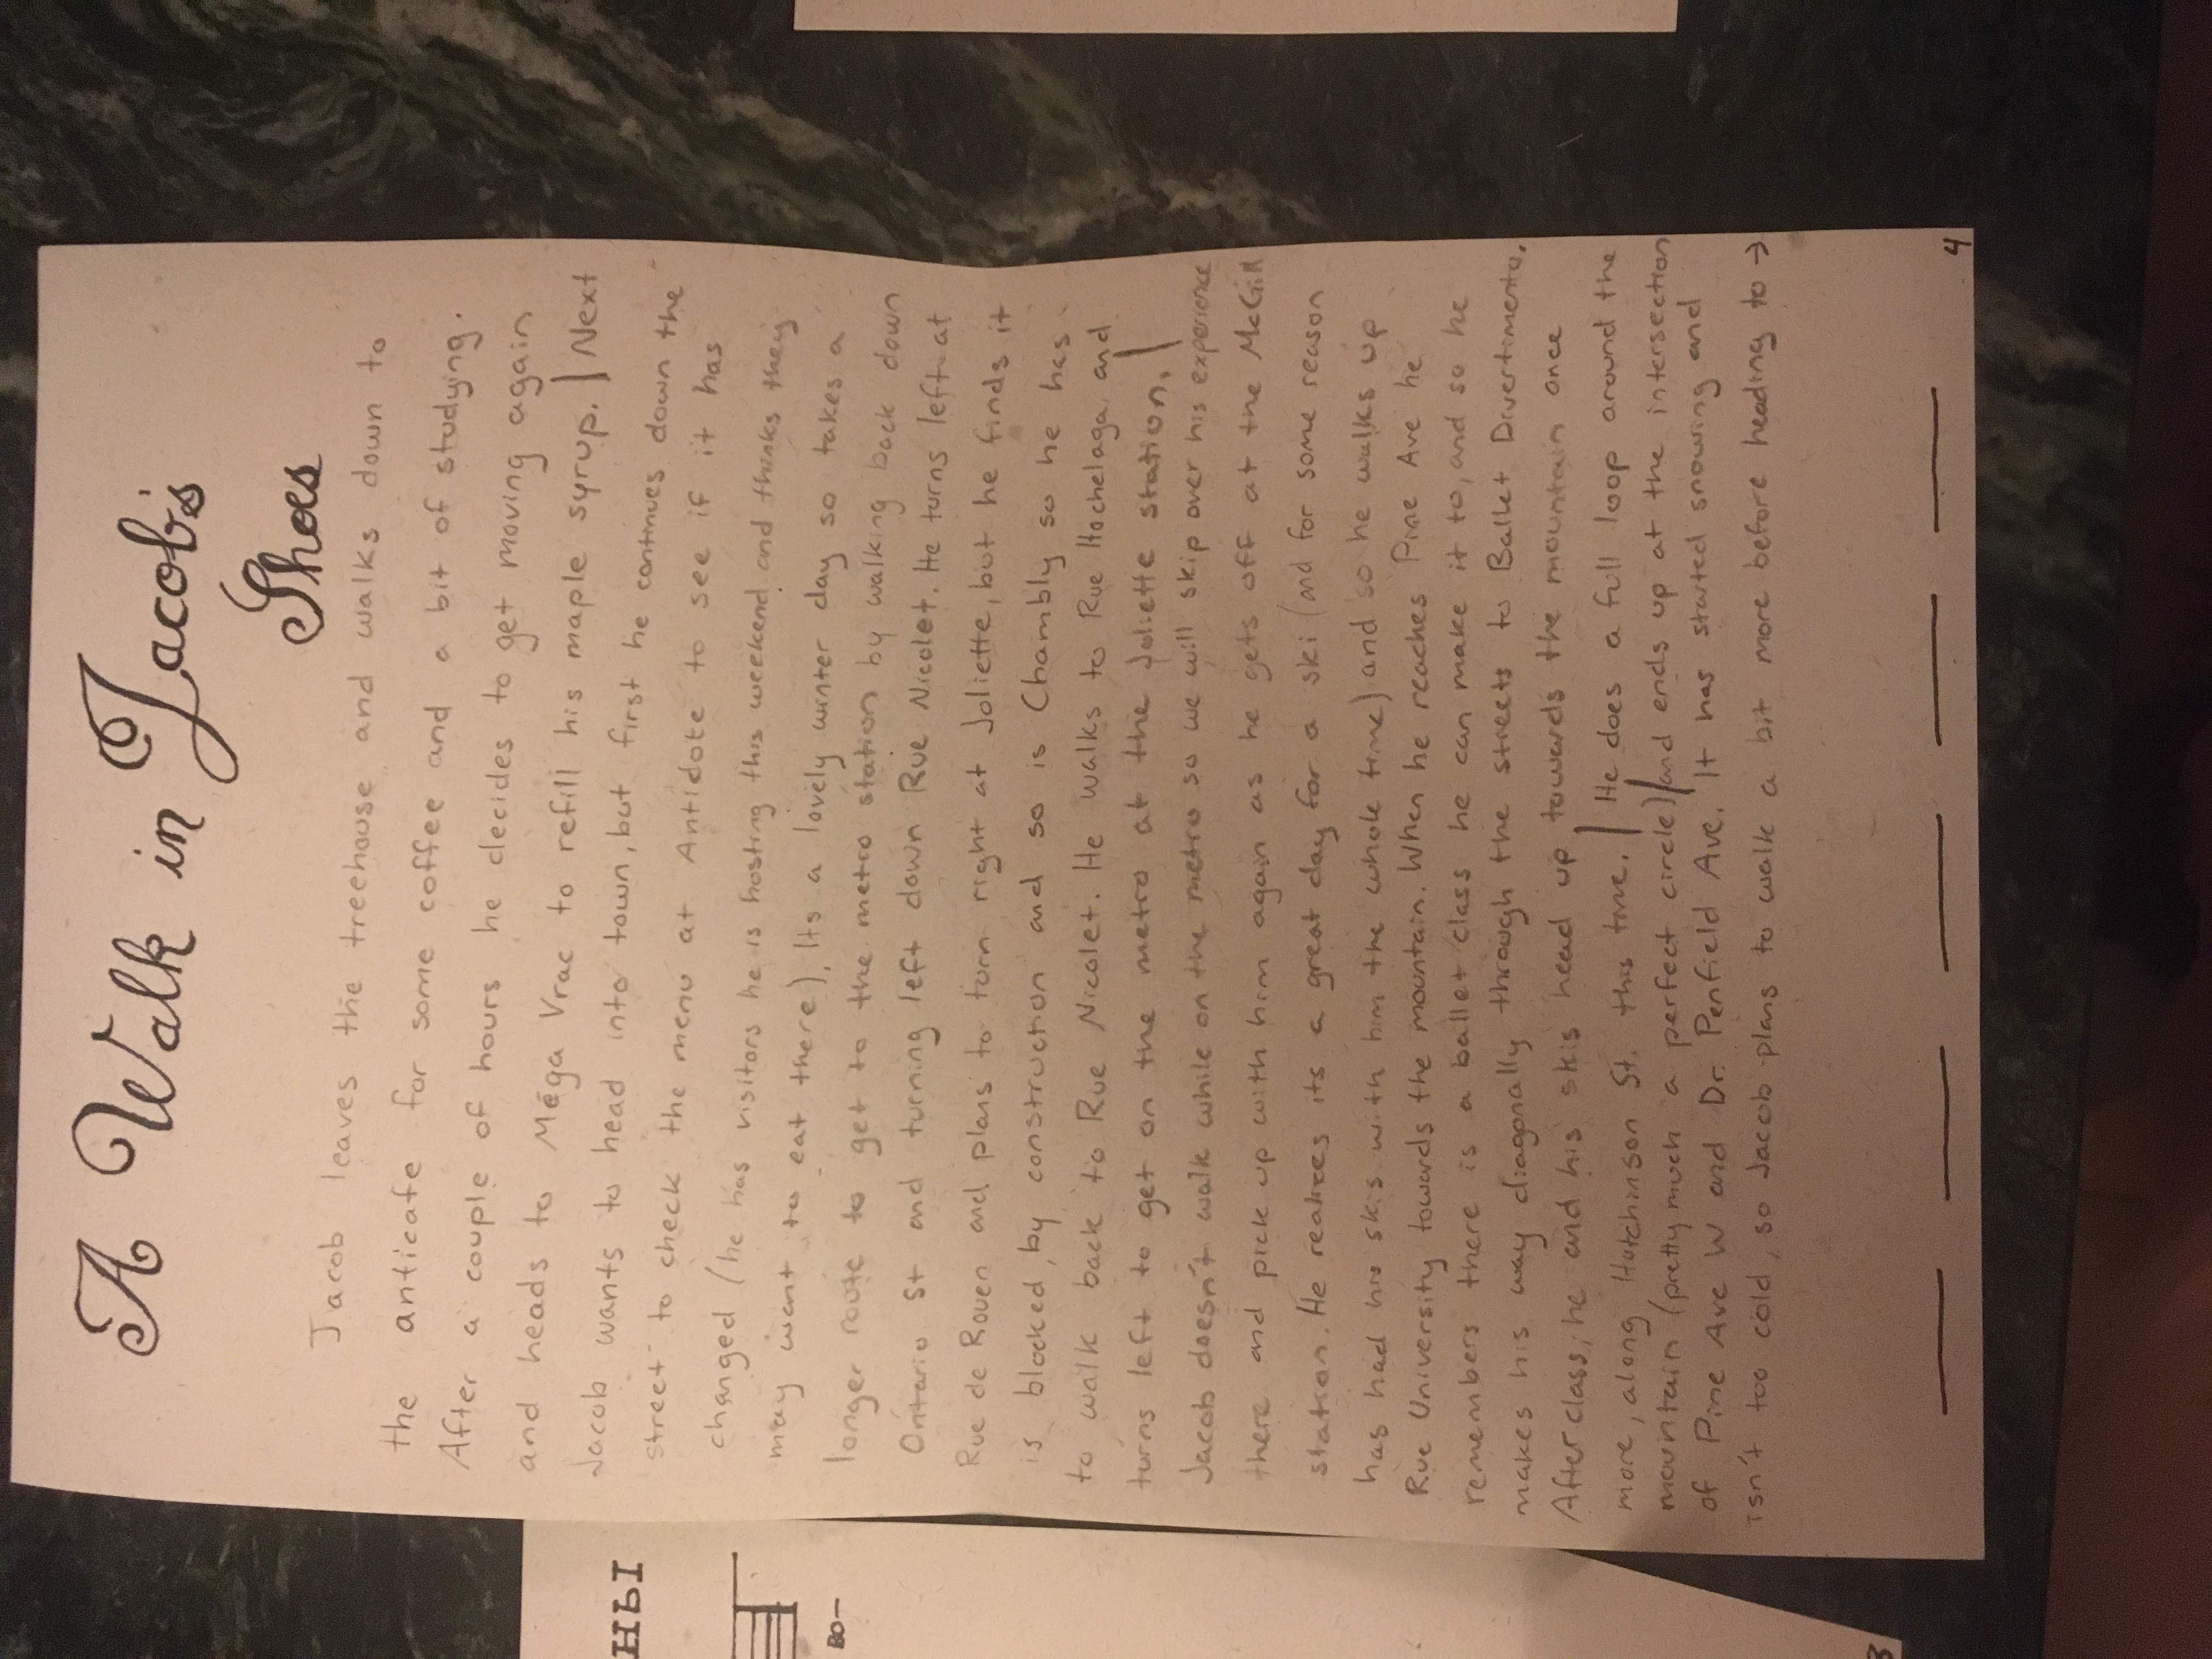 A Walk in Jacob's
Shoes
Jacob leaves the treehouse and walks down to
the anticafe for some coffee and a bit of studying.
After a couple of hours he decides to get moving again
and heads to Méga Vrac to refill his maple syrup. | Next
Jacob wants to head into town, but first he continues down the
street to check the menu at Antidote to see if it has
changed (he has visitors he is hosting this weekend and thinks they
may want to eat there). Its a lovely winter day so takes a
longer route to get to the metro station by walking back down
Ontario St and turning left down Rue Nicolet. He turns left at
Rue de Rouen and plans to turn right at Joliette, but he finds it
is blocked by construction and so is Chambly so he has
to walk back to Rue Nicolet. He walks to Rue Hochelaga and
turns left to get on the metro at the Joliette station. |
Jacob doesn't walk while on the metro so we will skip over his experience
there and pick up with him again as he gets off at the McGill
station. He realizes its a great day for a ski (and for some reason
has had his skis with him the whole time) and so he walks up
Rue University towards the mountain. When he reaches Pine Ave he
remembers there is a ballet class he can make it to, and so he
makes his way diagonally through the streets to Ballet Divertimento.
After class, he and his skis head up towards the mountain once
more, along Hutchinson St. this time. | He does a full loop around the
mountain (pretty much a perfect circle) | and ends up at the intersection
of Pine Ave W and Dr. Penfield Ave. It has started snowing and
isn't too cold, so Jacob plans to walk a bit more before heading to →
4
ны
во-
3